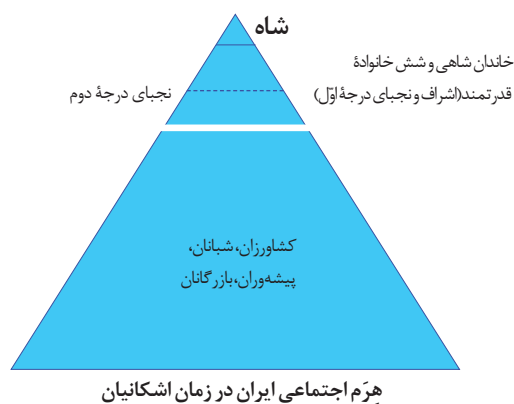 شاه
خاندان شاهی و شش خانوادۀ
قدرتمند(اشراف و نجبای درجۀ اوّل)
نجبای درجۀ دوم
کشاورزان، شبانان،
پیشه‌وران، بازرگانان
هِرَم اجتماعی ایران در زمان اشکانیان